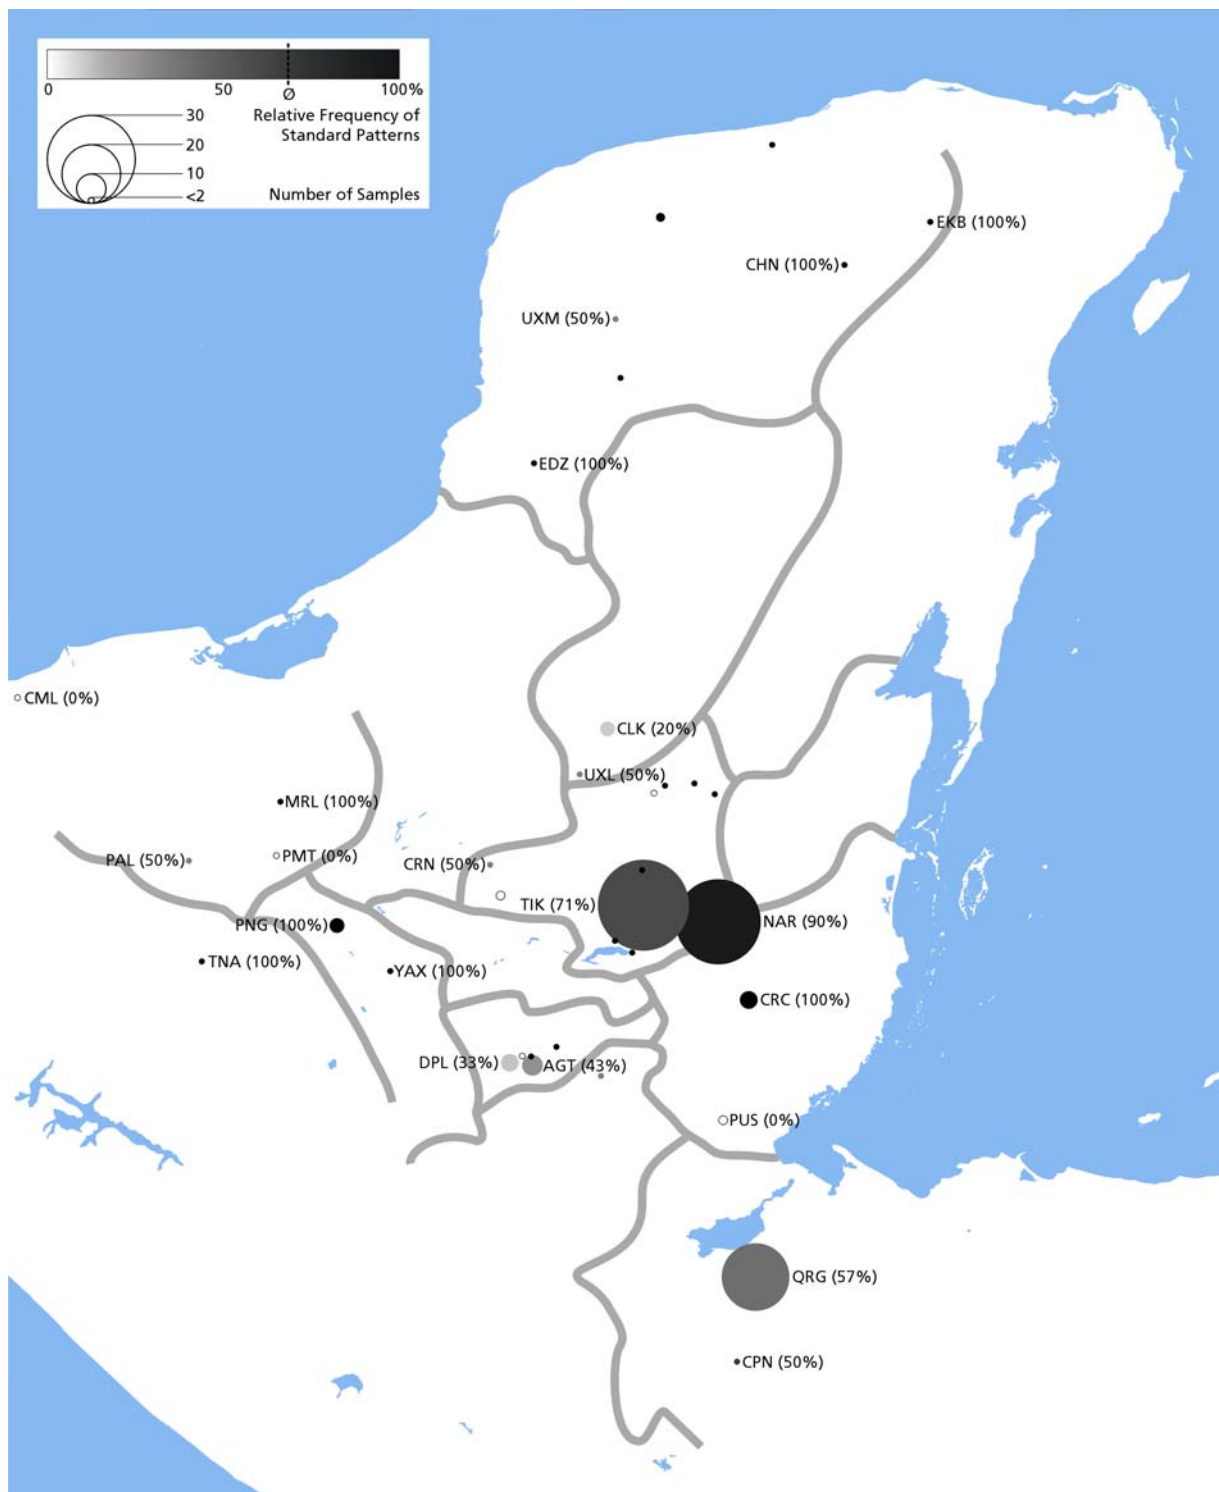 0 50 Ø 100%
30 Relative Frequency of
Standard Patterns
20
10
<2 Number of Samples
EKB (100%)
CHN (100%)
UXM (50%)
EDZ (100%)
CML (0%)
CLK (20%)
UXL (50%)
MRL (100%)
PMT (0%)
PAL (50%)
CRN (50%)
TIK (71%)
NAR (90%)
PNG (100%)
TNA (100%)
YAX (100%)
CRC (100%)
DPL (33%)
AGT (43%)
PUS (0%)
QRG (57%)
CPN (50%)